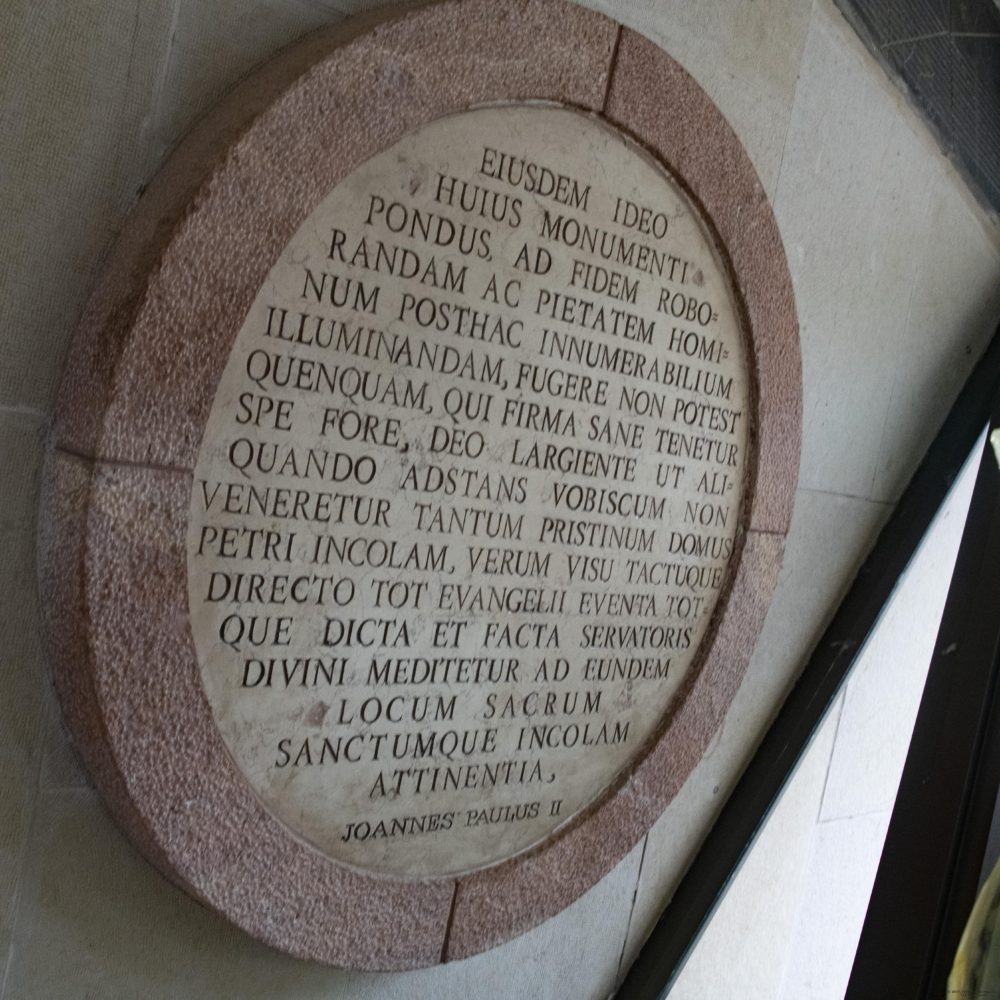 EIUSDEM IDEO
HUIUS MONUMENTI
PONDUS, AD FIDEM ROBO=
RANDAM AC PIETATEM HOMI=
NUM POSTHAC INNUMERABILIUM
ILLUMINANDAM, FUGERE NON POTEST
QUENQUAM, QUI FIRMA SANE TENETUR
SPE FORE, DEO LARGIENTE UT ALI=
QUANDO ADSTANS VOBISCUM NON
VENERETUR TANTUM PRISTINUM DOMUS
PETRI INCOLAM, VERUM VISU TACTUQUE
DIRECTO TOT EVANGELII EVENTA TOT=
QUE DICTA ET FACTA SERVATORIS
DIVINI MEDITETUR AD EUNDEM
LOCUM SACRUM
SANCTUMQUE INCOLAM
ATTINENTIA,
JOANNES PAULUS II